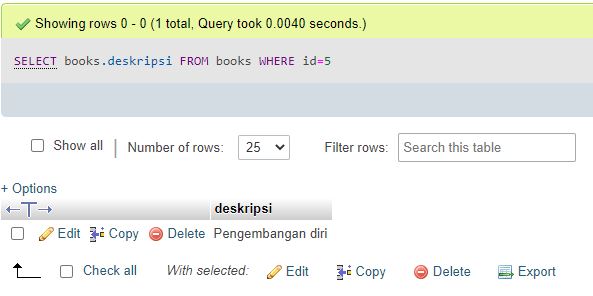 Showing rows 0 - 0 (1 total, Query took 0.0040 seconds.)
SELECT books.deskripsi FROM books WHERE id=5
Show all | Number of rows: 25 Filter rows: Search this table
+ Options
←T→ deskripsi
Edit Copy Delete Pengembangan diri
Check all With selected: Edit Copy Delete Export